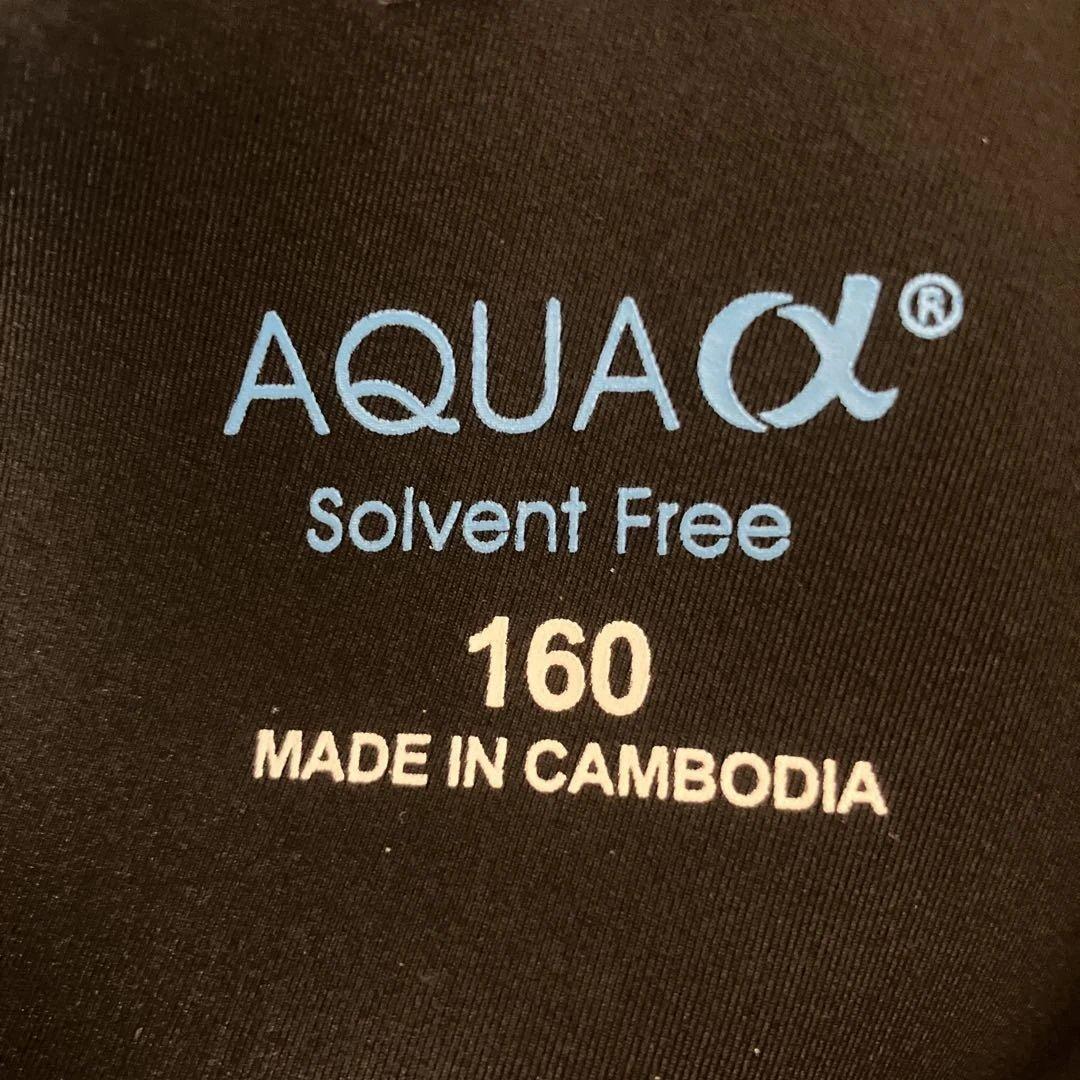 AQUAα®
Solvent Free
160
MADE IN CAMBODIA